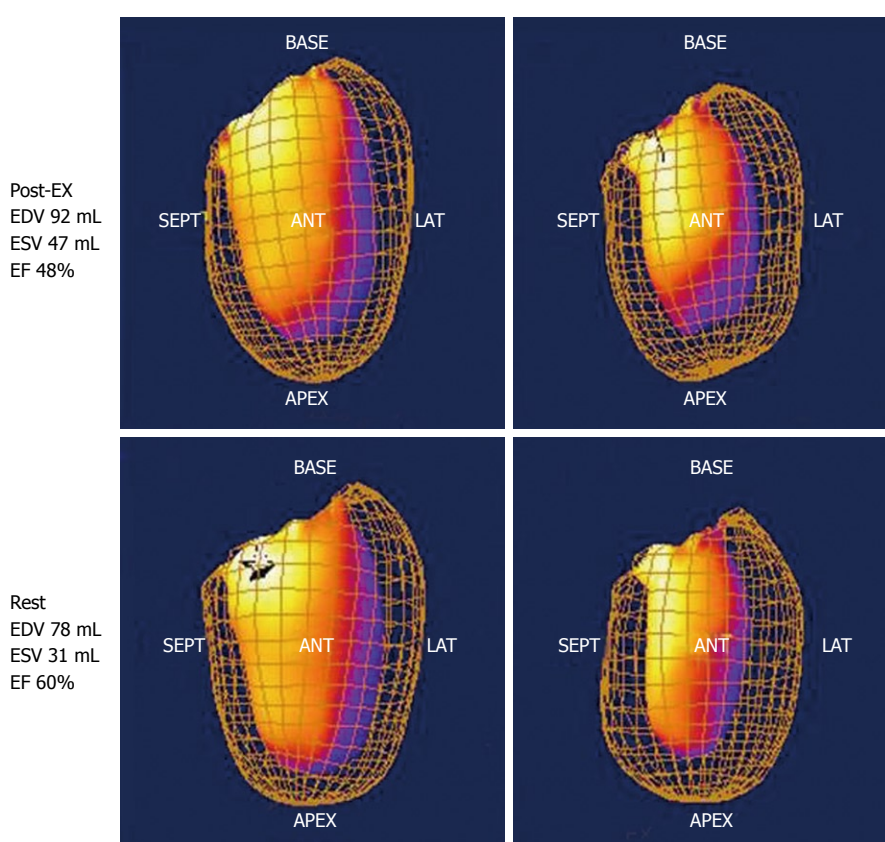 Post-EX
EDV 92 mL
ESV 47 mL
EF 48%
BASE
SEPT
ANT
LAT
APEX
BASE
SEPT
ANT
LAT
APEX
Rest
EDV 78 mL
ESV 31 mL
EF 60%
BASE
SEPT
ANT
LAT
APEX
BASE
SEPT
ANT
LAT
APEX